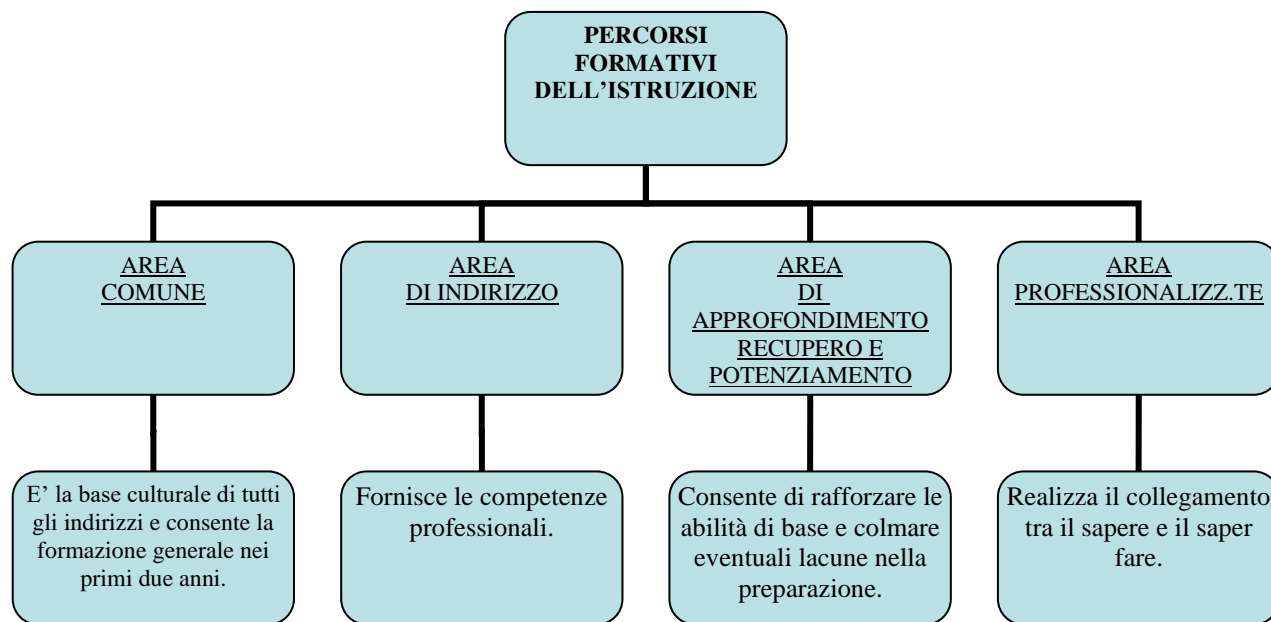 PERCORSI
FORMATIVI
DELL’ISTRUZIONE
AREA
COMUNE
AREA
DI INDIRIZZO
AREA
DI
APPROFONDIMENTO
RECUPERO E
POTENZIAMENTO
AREA
PROFESSIONALIZZ.TE
E’ la base culturale di tutti
gli indirizzi e consente la
formazione generale nei
primi due anni.
Fornisce le competenze
professionali.
Consente di rafforzare le
abilità di base e colmare
eventuali lacune nella
preparazione.
Realizza il collegamento
tra il sapere e il saper
fare.